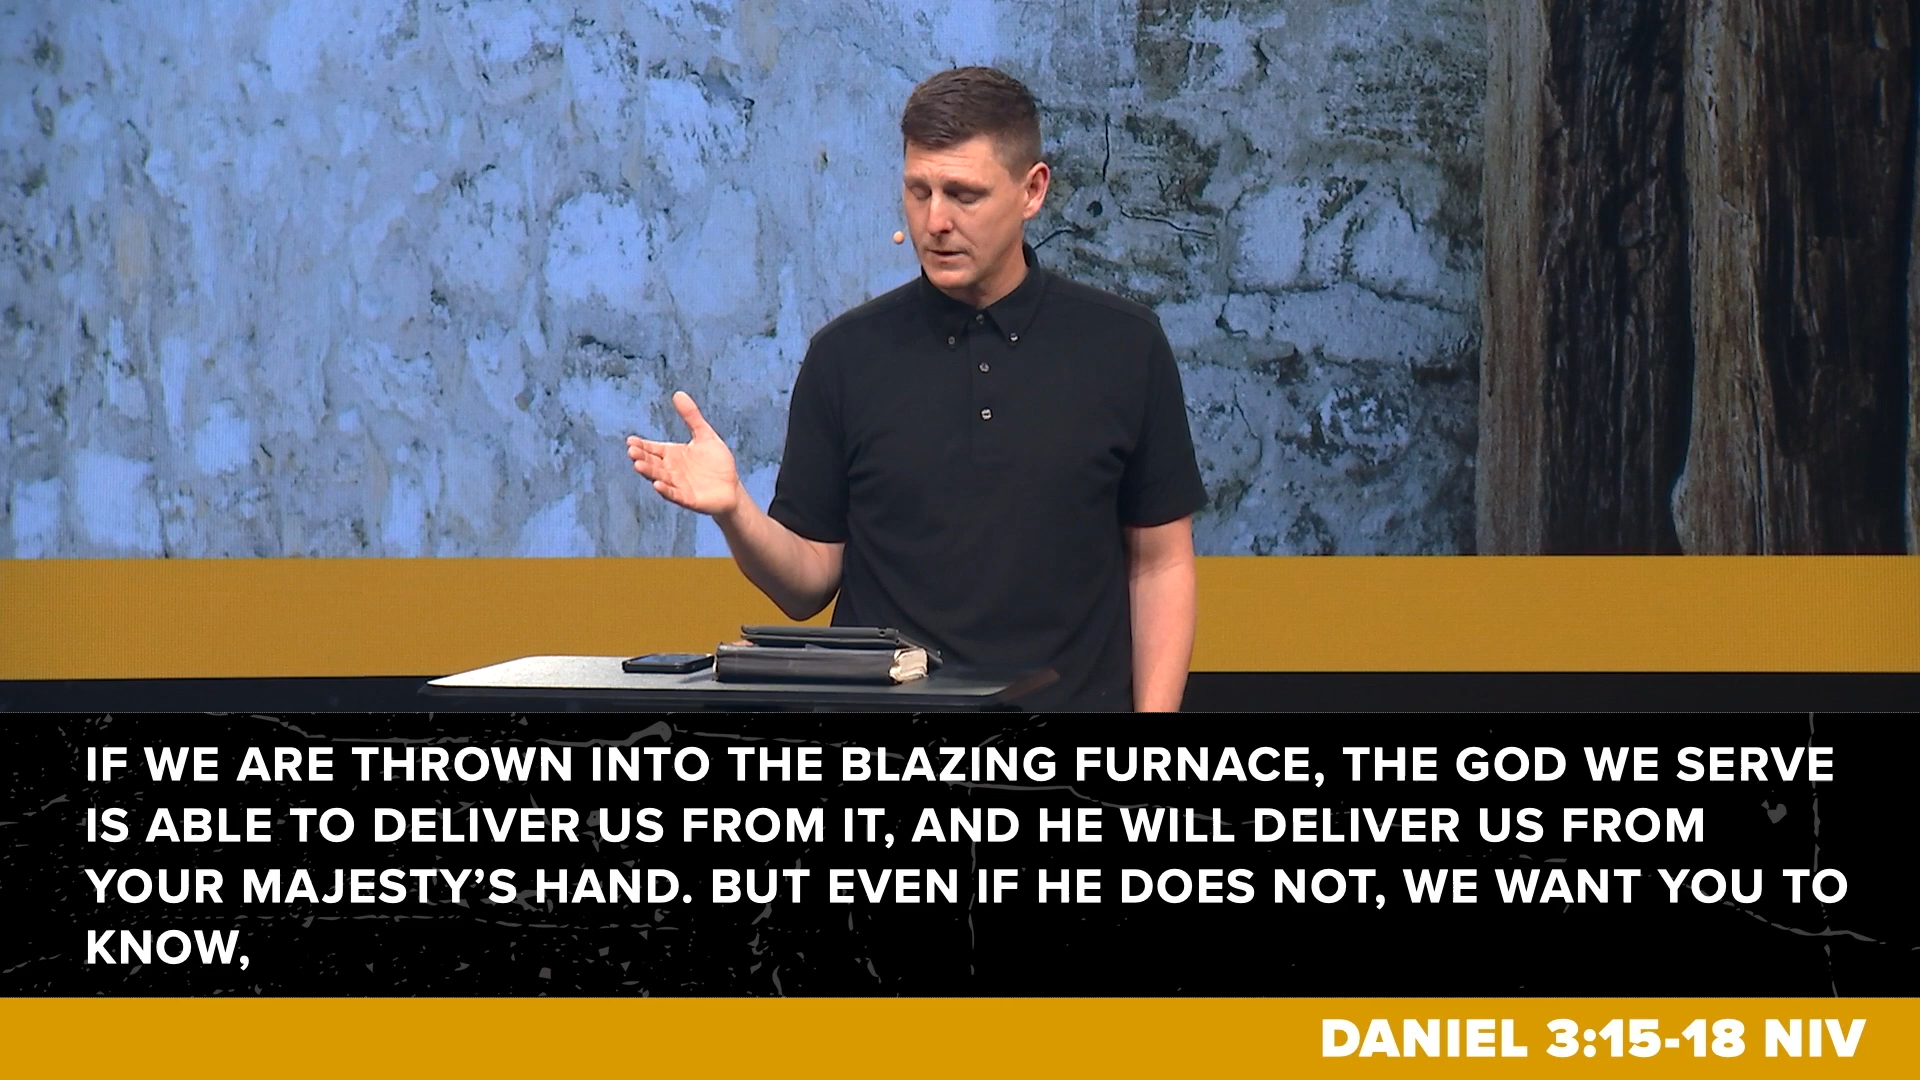 IF WE ARE THROWN INTO THE BLAZING FURNACE, THE GOD WE SERVE
IS ABLE TO DELIVER US FROM IT, AND HE WILL DELIVER US FROM
YOUR MAJESTY’S HAND. BUT EVEN IF HE DOES NOT, WE WANT YOU TO
KNOW,
DANIEL 3:15-18 NIV